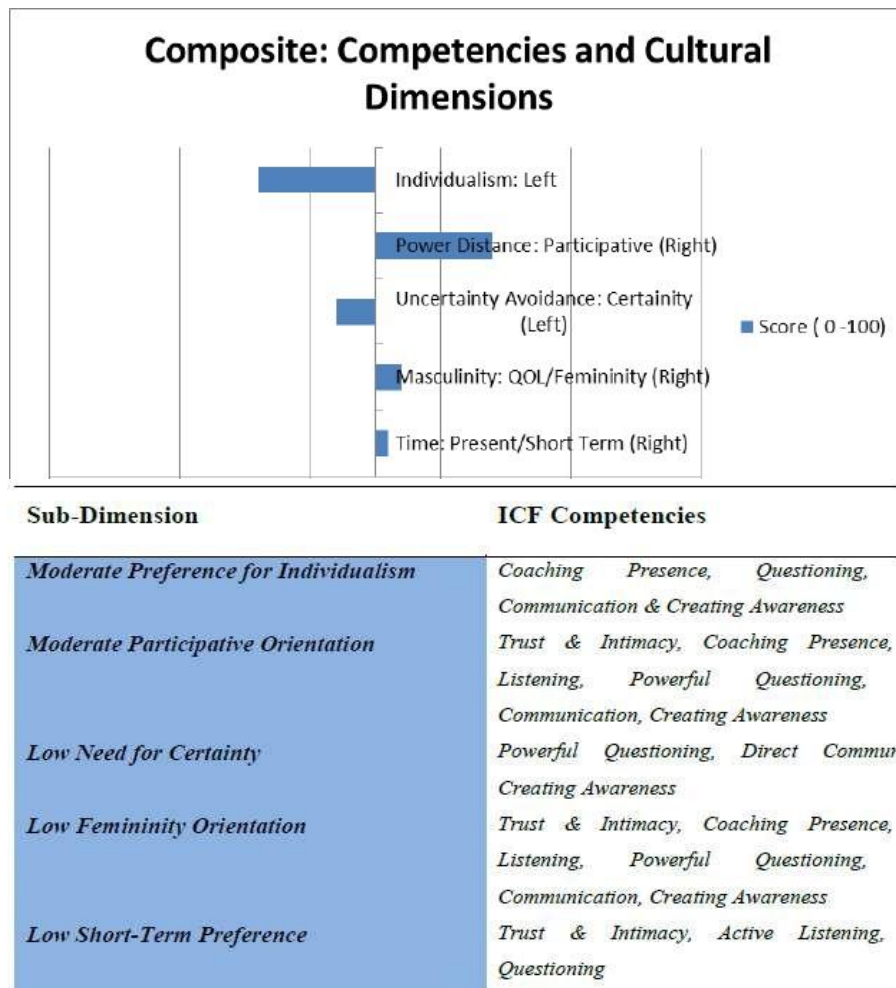 Composite: Competencies and Cultural
Dimensions
Individualism: Left
Power Distance: Participative (Right)
Uncertainty Avoidance: Certainity
(Left)
Score ( 0 -100)
Masculinity: QOL/Femininity (Right)
Time: Present/Short Term (Right)
Sub-Dimension ICF Competencies
Moderate Preference for Individualism Coaching Presence, Questioning,
Communication & Creating Awareness
Moderate Participative Orientation Trust & Intimacy, Coaching Presence,
Listening, Powerful Questioning,
Communication, Creating Awareness
Low Need for Certainty Powerful Questioning, Direct
Creating Awareness
Low Femininity Orientation Trust & Intimacy, Coaching Presence,
Listening, Powerful Questioning,
Communication, Creating Awareness
Low Short-Term Preference Trust & Intimacy, Active Listening,
Questioning